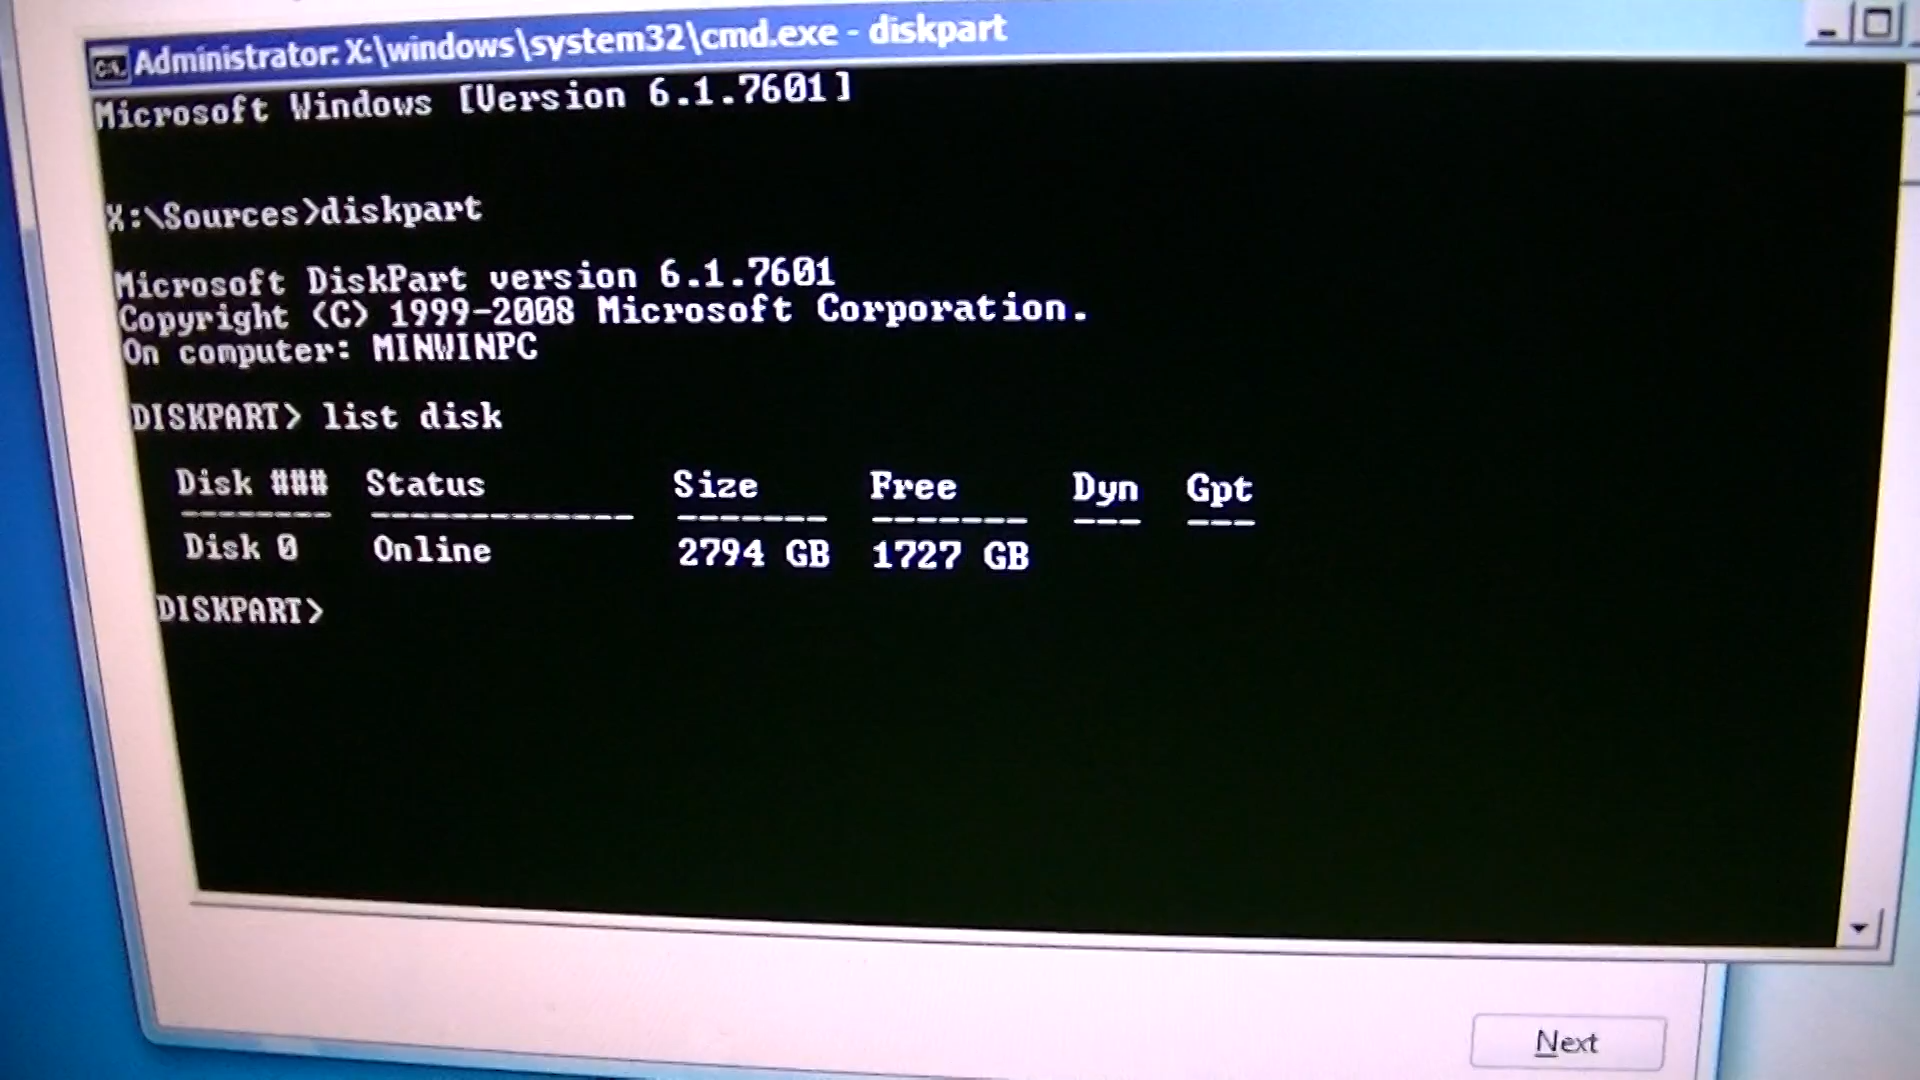 Administrator: X:\windows\system32\cmd.exe - diskpart
Microsoft Windows [Version 6.1.7601]
X:\Sources>diskpart
Microsoft DiskPart version 6.1.7601
Copyright (C) 1999-2008 Microsoft Corporation.
On computer: MINWINPC
DISKPART> list disk
Disk ### Status Size Free Dyn Gpt
-------- ------------- ------- ------- --- ---
Disk 0 Online 2794 GB 1727 GB
DISKPART>
Next